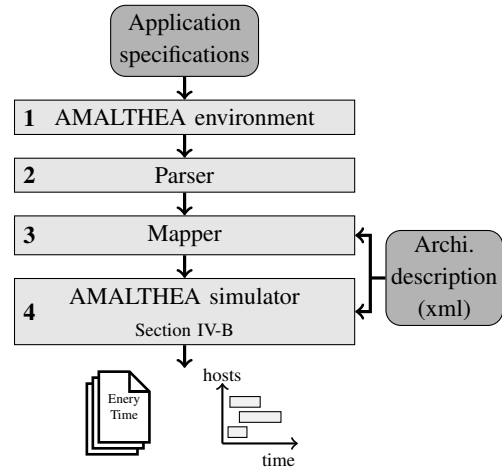 Application
specifications
1 AMALTHEA environment
2 Parser
3 Mapper
Archi.
description
(xml)
4 AMALTHEA simulator
Section IV-B
Enery
Time
hosts
time